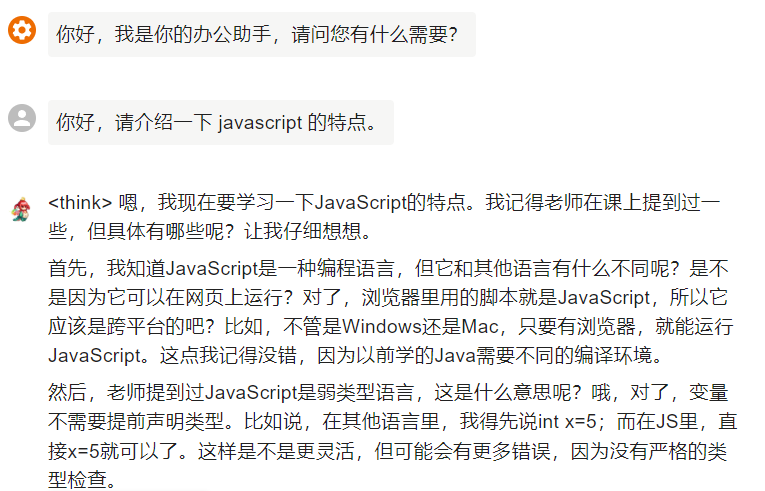 你好，我是你的办公助手，请问您有什么需要？
你好，请介绍一下 javascript 的特点。
<think> 嗯，我现在要学习一下JavaScript的特点。我记得老师在课上提到过一
些，但具体有哪些呢？让我仔细想想。
首先，我知道JavaScript是一种编程语言，但它和其他语言有什么不同呢？是不
是因为它可以在网页上运行？对了，浏览器里用的脚本就是JavaScript，所以它
应该是跨平台的吧？比如，不管是Windows还是Mac，只要有浏览器，就能运行
JavaScript。这点我记得没错，因为以前学的Java需要不同的编译环境。
然后，老师提到过JavaScript是弱类型语言，这是什么意思呢？哦，对了，变量
不需要提前声明类型。比如说，在其他语言里，我得先说int x=5；而在JS里，直
接x=5就可以了。这样是不是更灵活，但可能会有更多错误，因为没有严格的类
型检查。